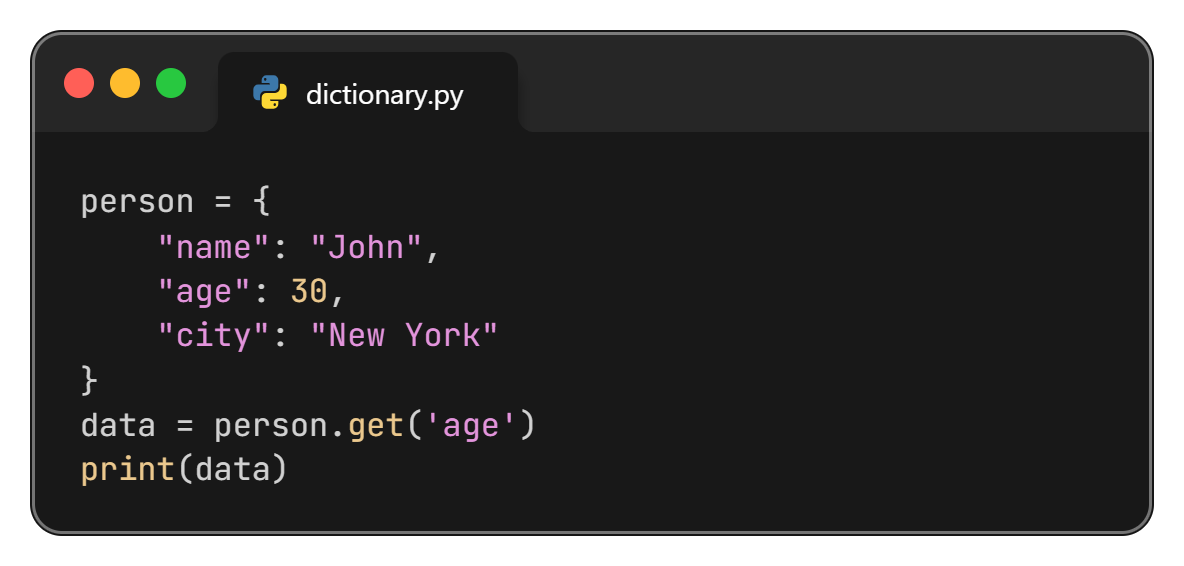 dictionary.py
person = {
    "name": "John",
    "age": 30,
    "city": "New York"
}
data = person.get('age')
print(data)